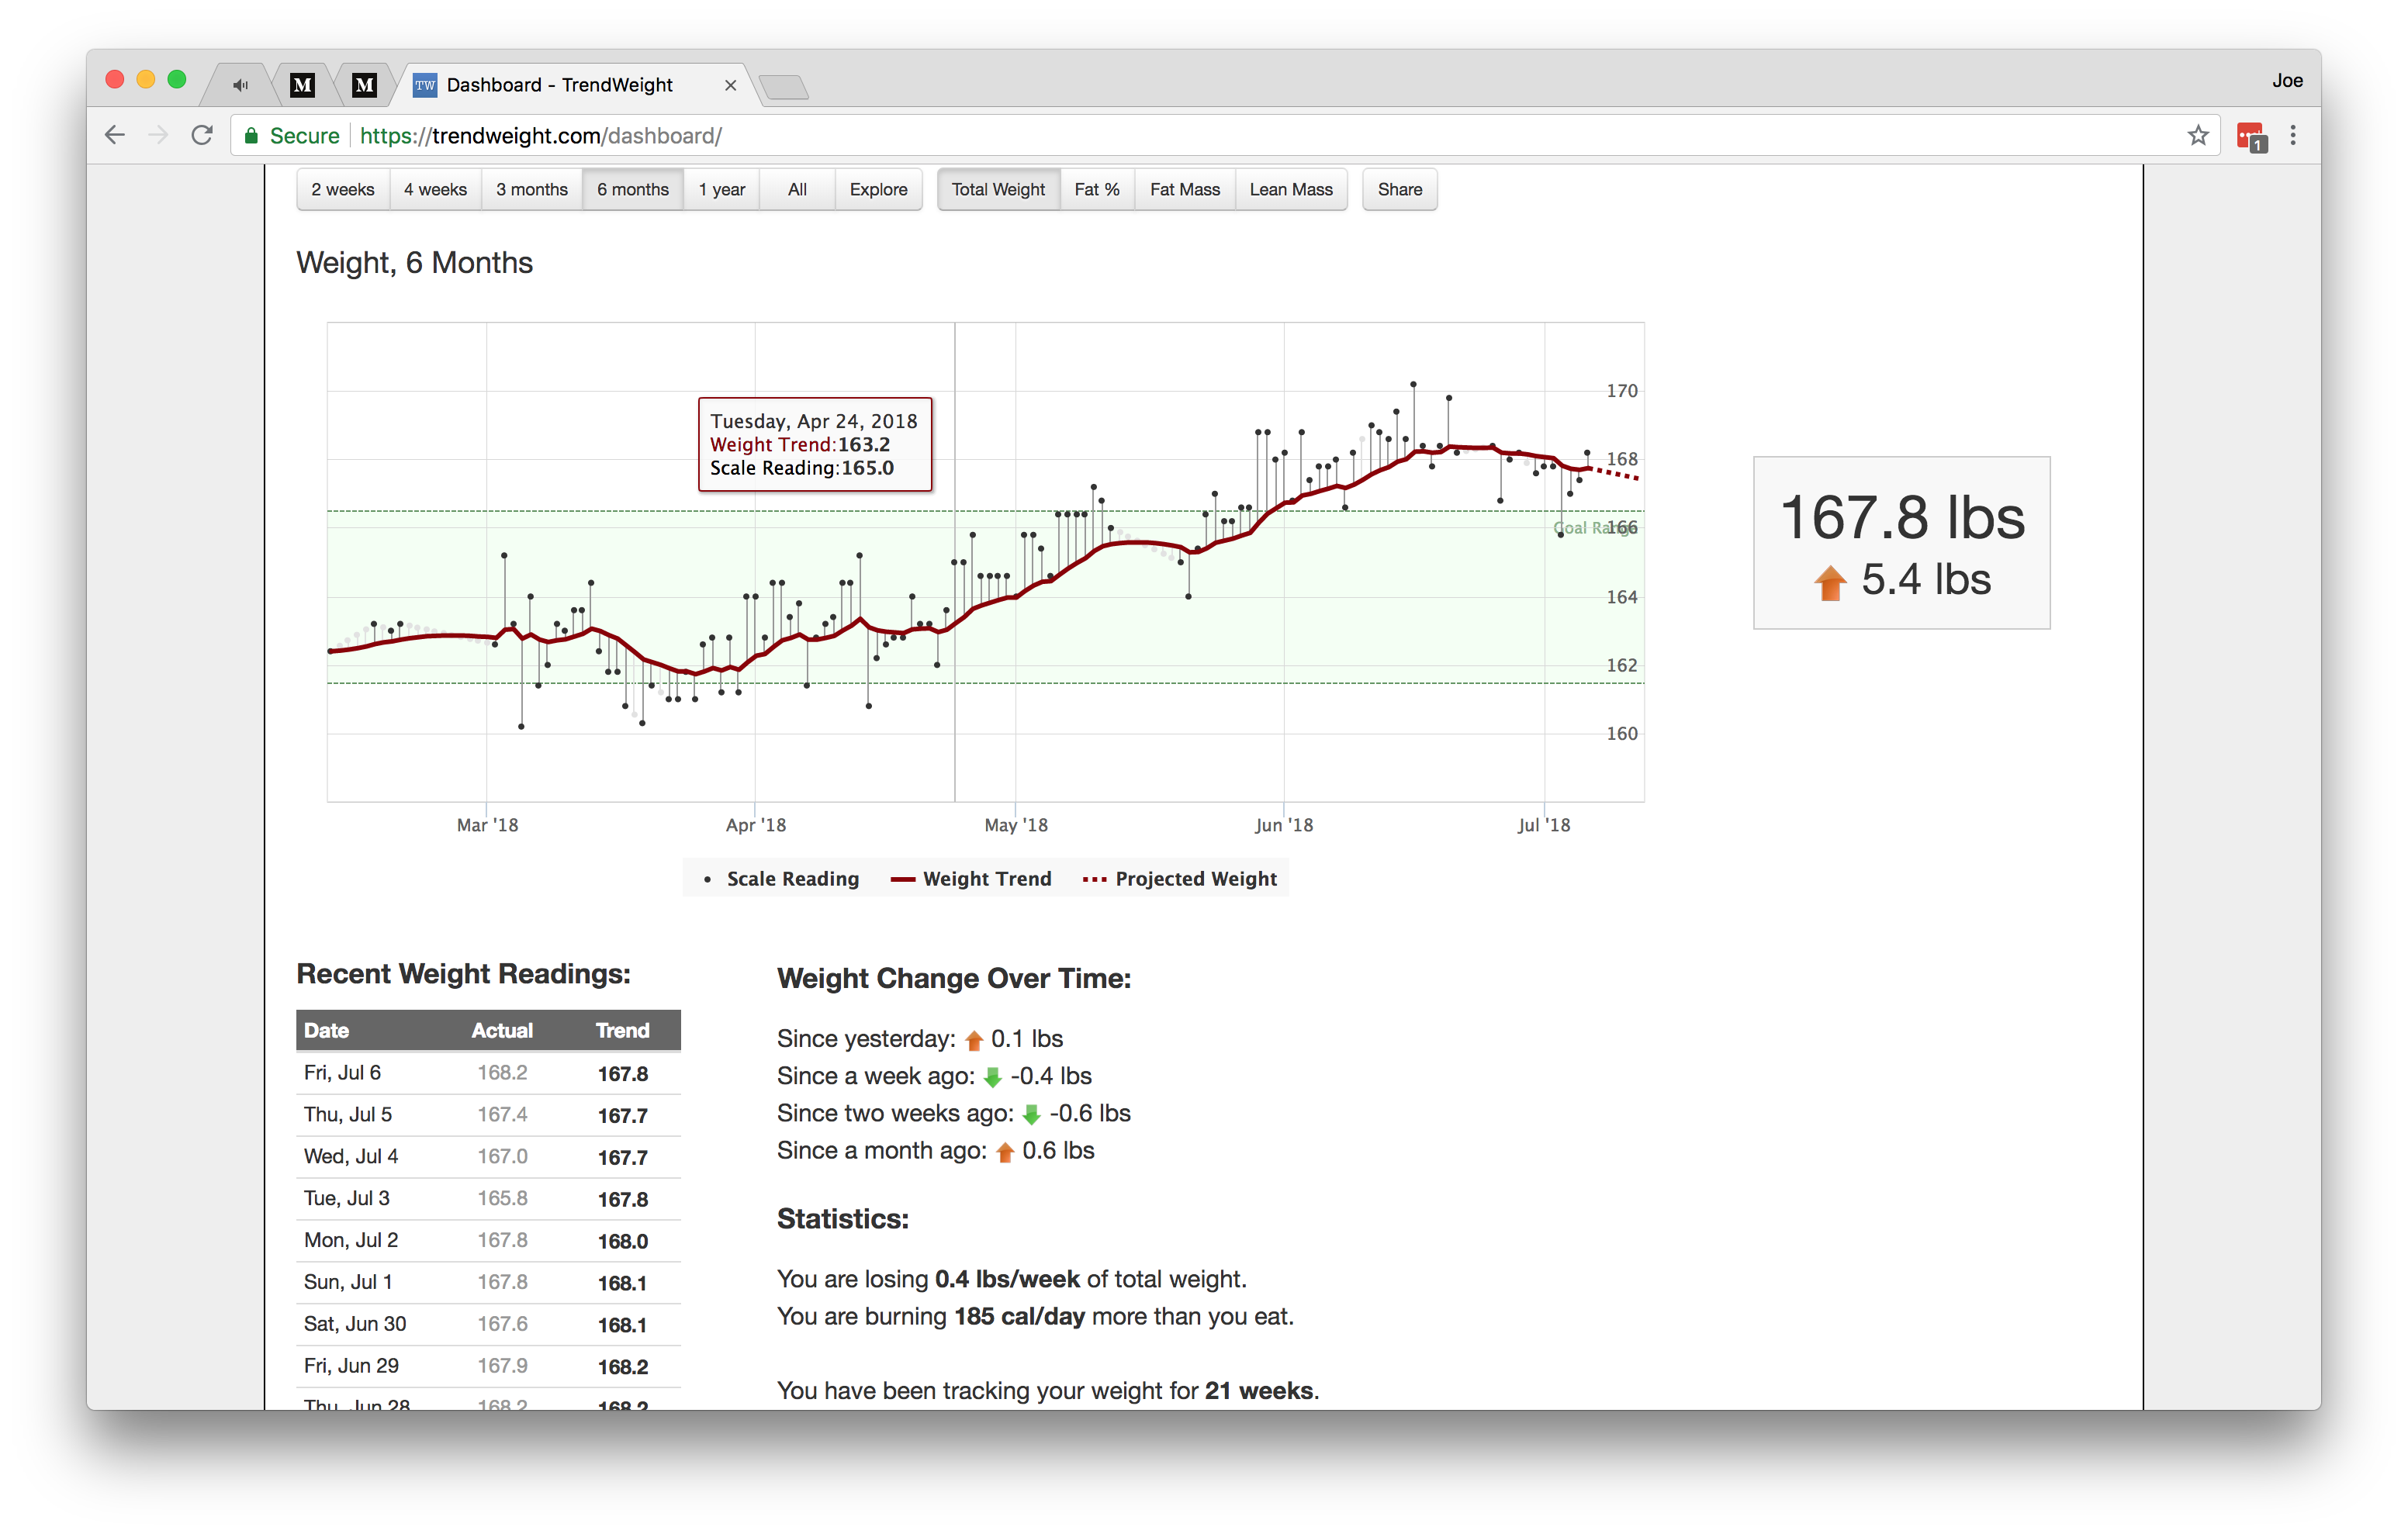 M M TW Dashboard - TrendWeight Joe
Secure https://trendweight.com/dashboard/ 1
2 weeks 4 weeks 3 months 6 months 1 year All Explore Total Weight Fat % Fat Mass Lean Mass Share
Weight, 6 Months
170
Tuesday, Apr 24, 2018
Weight Trend:163.2
Scale Reading:165.0
168
Goal Range
166
164
162
160
167.8 lbs
5.4 lbs
Mar '18 Apr '18 May '18 Jun '18 Jul '18
Scale Reading Weight Trend Projected Weight
Recent Weight Readings:
Date Actual Trend
Fri, Jul 6 168.2 167.8
Thu, Jul 5 167.4 167.7
Wed, Jul 4 167.0 167.7
Tue, Jul 3 165.8 167.8
Mon, Jul 2 167.8 168.0
Sun, Jul 1 167.8 168.1
Sat, Jun 30 167.6 168.1
Fri, Jun 29 167.9 168.2
Thu, Jun 28 168.2 168.2
Weight Change Over Time:
Since yesterday: 0.1 lbs
Since a week ago: -0.4 lbs
Since two weeks ago: -0.6 lbs
Since a month ago: 0.6 lbs
Statistics:
You are losing 0.4 lbs/week of total weight.
You are burning 185 cal/day more than you eat.
You have been tracking your weight for 21 weeks.